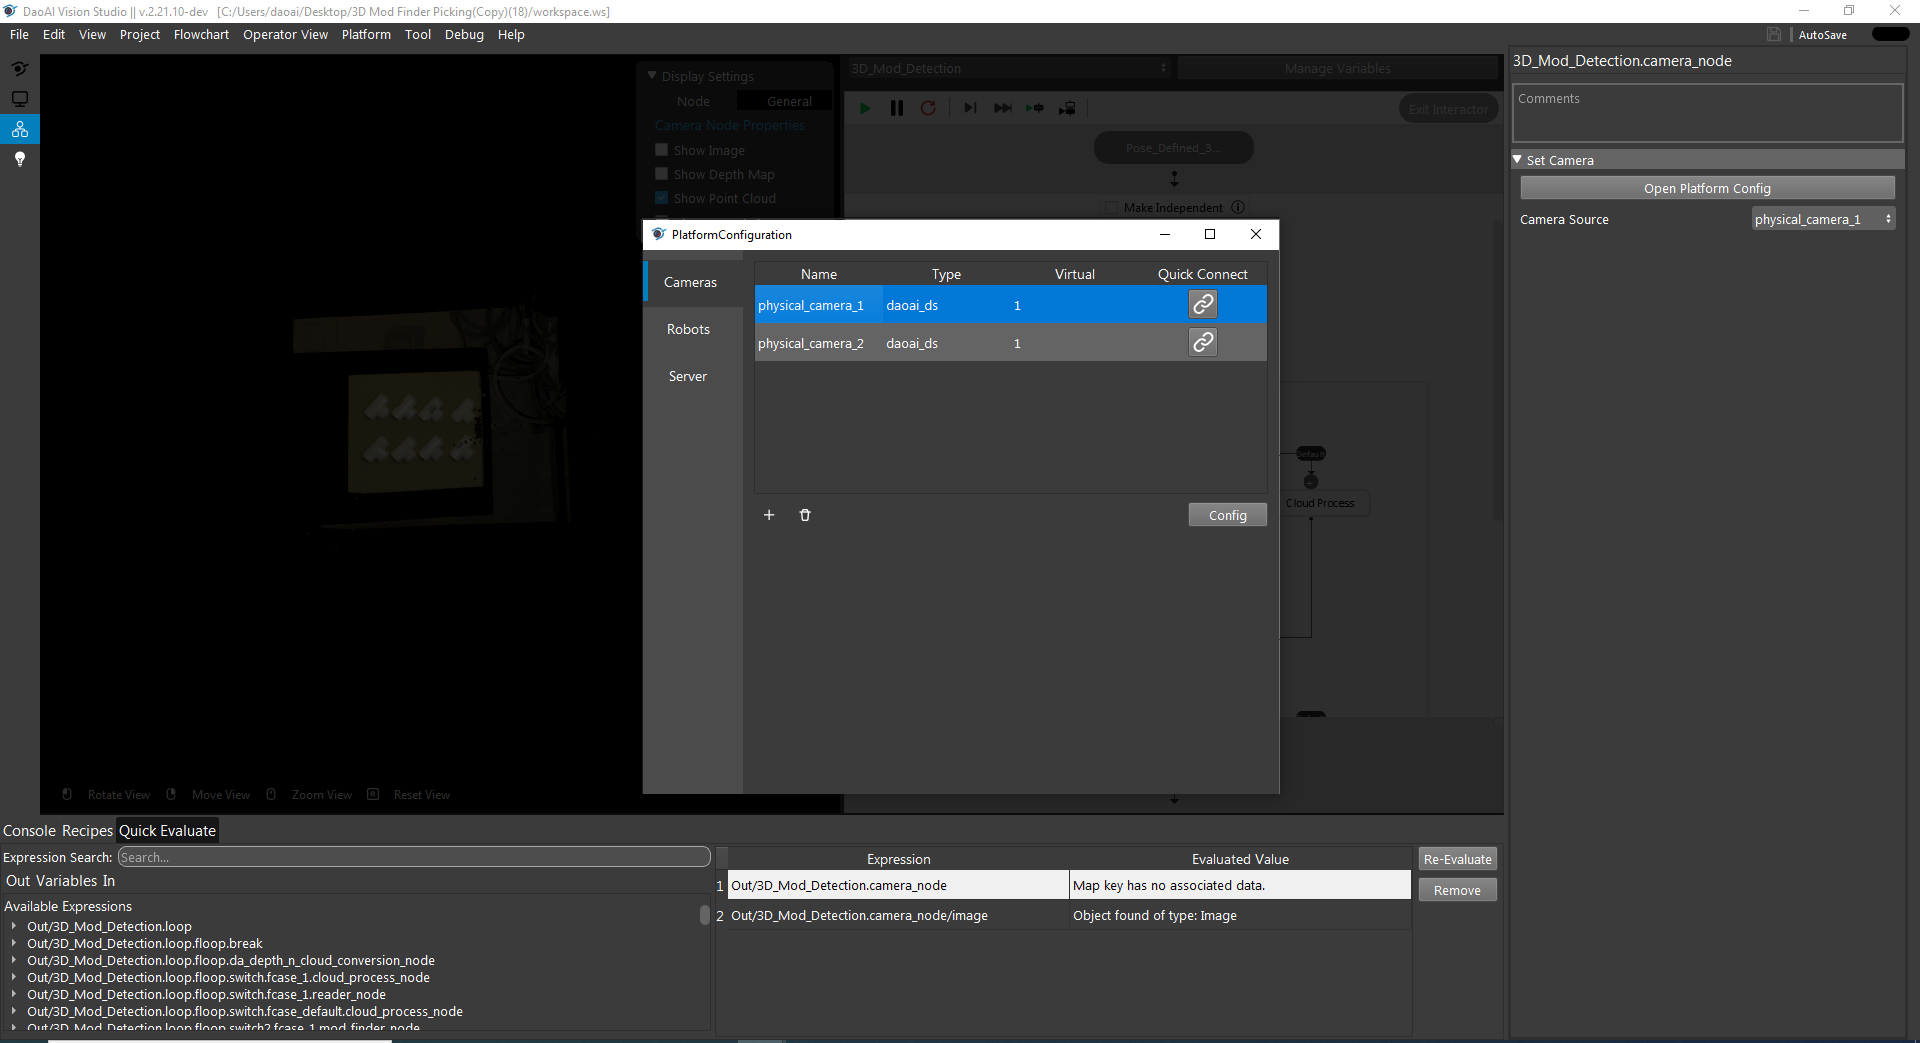 DaoAI Vision Studio || v.2.21.10-dev [C:/Users/daoai/Desktop/3D Mod Finder Picking(Copy)(18)/workspace.ws]
File Edit View Project Flowchart Operator View Platform Tool Debug Help
AutoSave
Display Settings
Node General
Camera Node Properties
Show Image
Show Depth Map
Show Point Cloud
3D_Mod_Detection
Manage Variables
Exit Interactor
Pose_Defined_3...
Make Independent
Default
Cloud Process
PlatformConfiguration
Cameras
Robots
Server
Name Type Virtual Quick Connect
physical_camera_1 daoai_ds 1
physical_camera_2 daoai_ds 1
Config
Rotate View Move View Zoom View R Reset View
3D_Mod_Detection.camera_node
Comments
Set Camera
Open Platform Config
Camera Source physical_camera_1
Console Recipes Quick Evaluate
Expression Search: Search...
Out Variables In
Available Expressions
Out/3D_Mod_Detection.loop
Out/3D_Mod_Detection.loop.floop.break
Out/3D_Mod_Detection.loop.floop.da_depth_n_cloud_conversion_node
Out/3D_Mod_Detection.loop.floop.switch.fcase_1.cloud_process_node
Out/3D_Mod_Detection.loop.floop.switch.fcase_1.reader_node
Out/3D_Mod_Detection.loop.floop.switch.fcase_default.cloud_process_node
Out/3D_Mod_Detection.loop.floop.switch2.fcase_1.mod_finder_node
Expression Evaluated Value
1 Out/3D_Mod_Detection.camera_node Map key has no associated data.
2 Out/3D_Mod_Detection.camera_node/image Object found of type: Image
Re-Evaluate
Remove